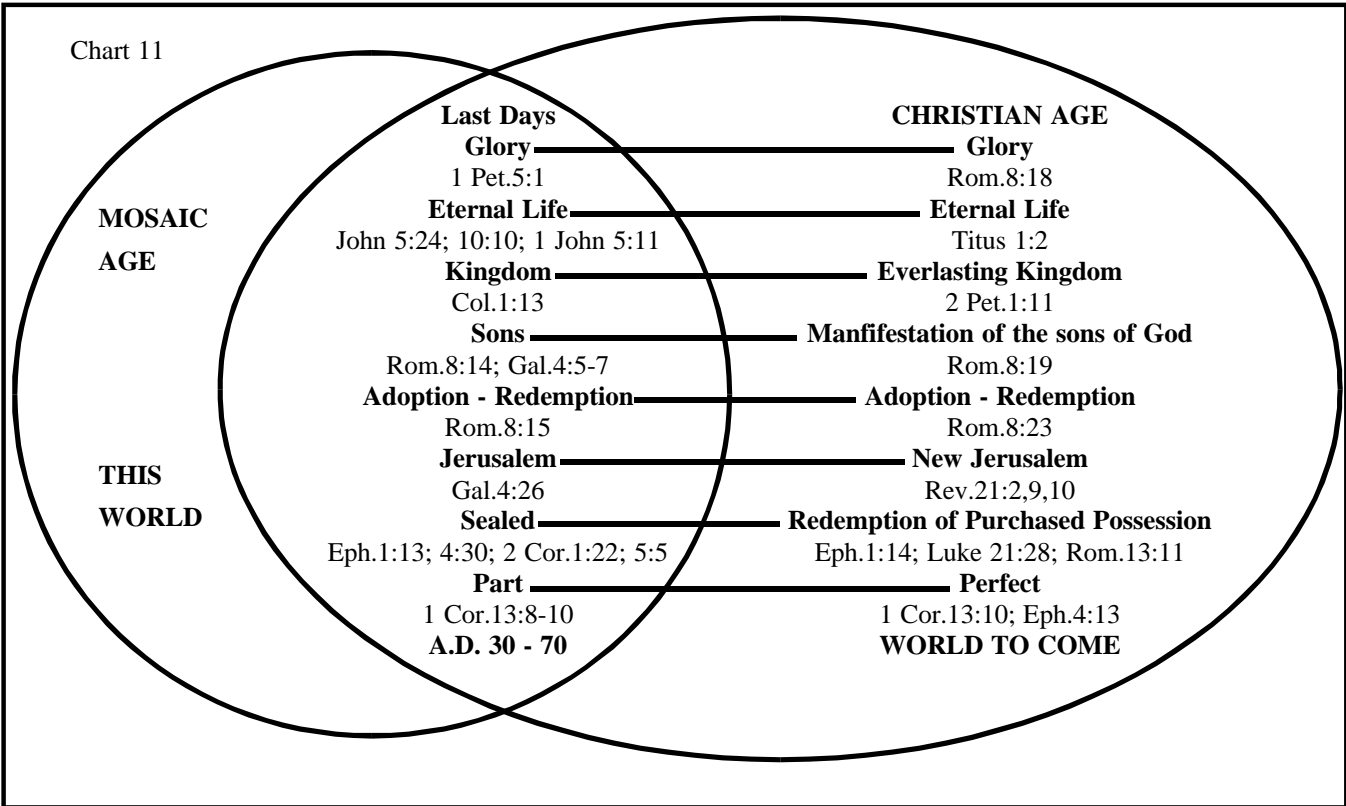 Chart 11
MOSAIC
AGE
THIS
WORLD
Last Days
Glory
1 Pet.5:1
Eternal Life
John 5:24; 10:10; 1 John 5:11
Kingdom
Col.1:13
Sons
Rom.8:14; Gal.4:5-7
Adoption - Redemption
Rom.8:15
Jerusalem
Gal.4:26
Sealed
Eph.1:13; 4:30; 2 Cor.1:22; 5:5
Part
1 Cor.13:8-10
A.D. 30 - 70
CHRISTIAN AGE
Glory
Rom.8:18
Eternal Life
Titus 1:2
Everlasting Kingdom
2 Pet.1:11
Manfifestation of the sons of God
Rom.8:19
Adoption - Redemption
Rom.8:23
New Jerusalem
Rev.21:2,9,10
Redemption of Purchased Possession
Eph.1:14; Luke 21:28; Rom.13:11
Perfect
1 Cor.13:10; Eph.4:13
WORLD TO COME